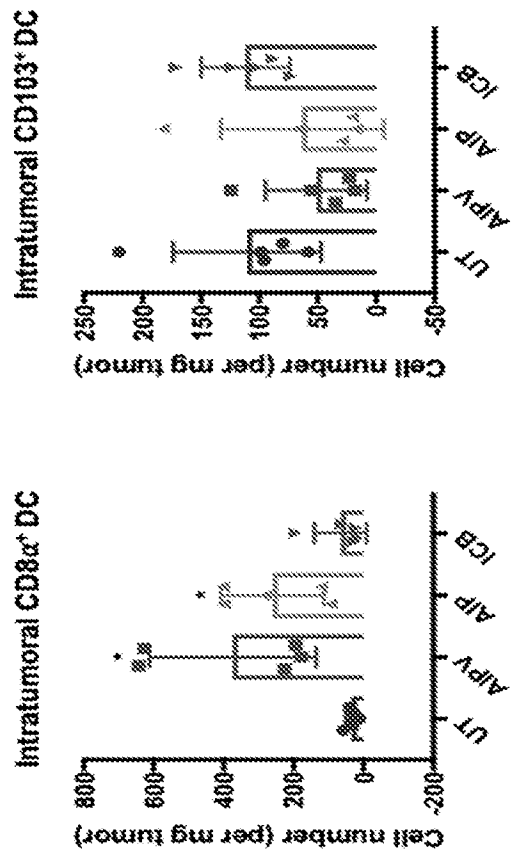 Intratumoral CD8α⁺ DC
Cell number (per mg tumor)
800
600
400
200
0
-200
UT
AIPV
AIP
ICB
*
*
Intratumoral CD103⁺ DC
Cell number (per mg tumor)
250
200
150
100
50
0
-50
UT
AIPV
AIP
ICB